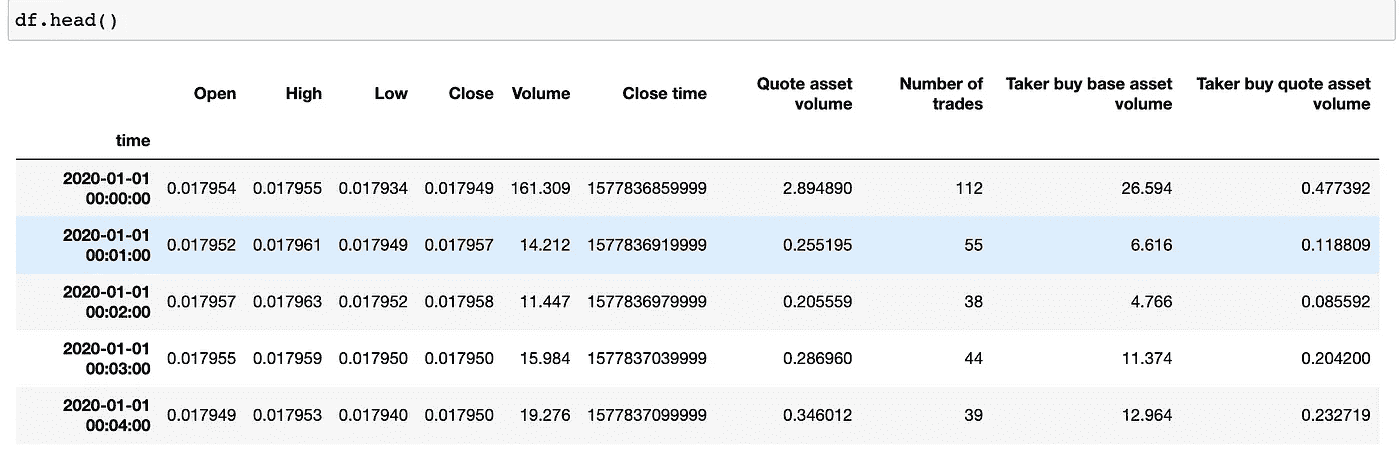 df.head()
Open High Low Close Volume Close time Quote asset volume Number of trades Taker buy base asset volume Taker buy quote asset volume
time
2020-01-01 00:00:00 0.017954 0.017955 0.017934 0.017949 161.309 1577836859999 2.894890 112 26.594 0.477392
2020-01-01 00:01:00 0.017952 0.017961 0.017949 0.017957 14.212 1577836919999 0.255195 55 6.616 0.118809
2020-01-01 00:02:00 0.017957 0.017963 0.017952 0.017958 11.447 1577836979999 0.205559 38 4.766 0.085592
2020-01-01 00:03:00 0.017955 0.017959 0.017950 0.017950 15.984 1577837039999 0.286960 44 11.374 0.204200
2020-01-01 00:04:00 0.017949 0.017953 0.017940 0.017950 19.276 1577837099999 0.346012 39 12.964 0.232719